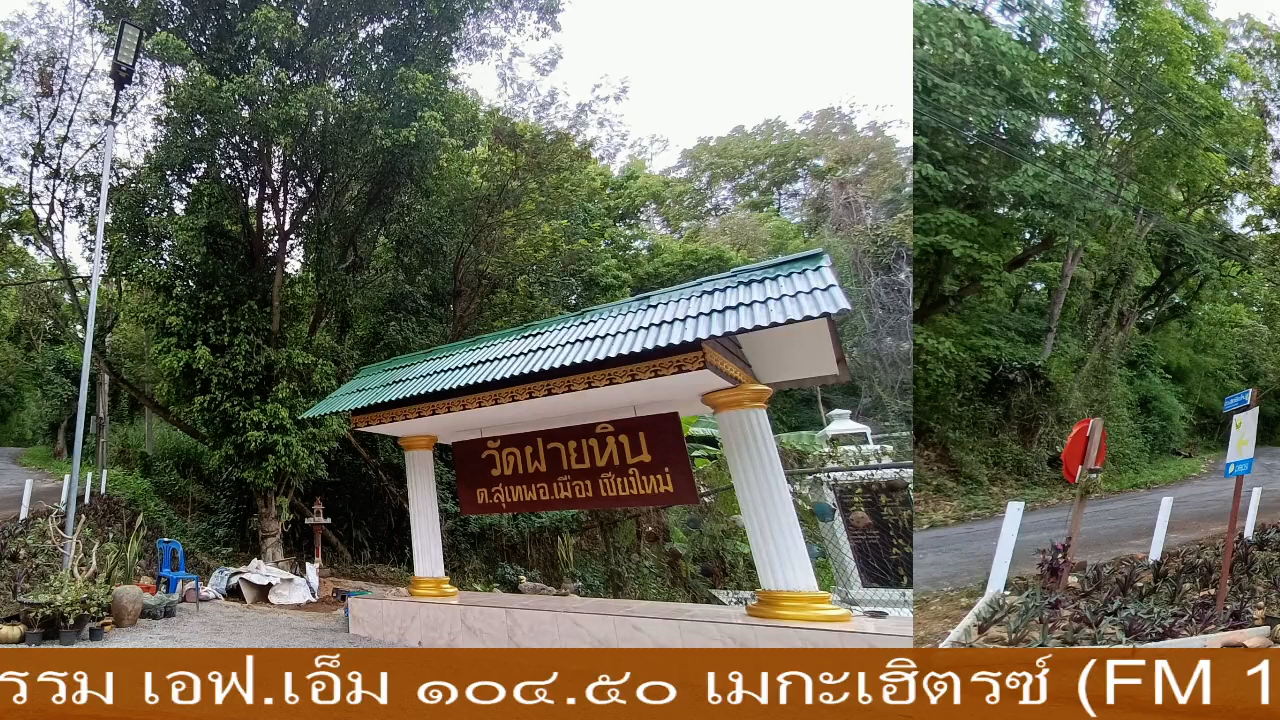 วัดฝายหิน
ต.สุเทพอ.เมือง เชียงใหม่
pepsi
รรม เอฟ.เอ็ม ๑๐๔.๕๐ เมกะเฮิตรซ์ (FM 1